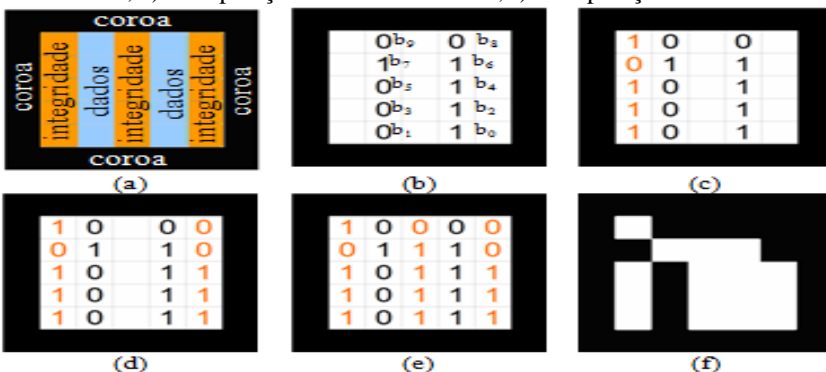 coroa
coroa integridade dados integridade dados integridade coroa
coroa
(a)
0b₉ 0 b₈
1b₇ 1 b₆
0b₅ 1 b₄
0b₃ 1 b₂
0b₁ 1 b₀
(b)
1 0 0
0 1 1
1 0 1
1 0 1
1 0 1
(c)
1 0 0 0
0 1 1 0
1 0 1 1
1 0 1 1
1 0 1 1
(d)
1 0 0 0 0
0 1 1 1 0
1 0 1 1 1
1 0 1 1 1
1 0 1 1 1
(e)
(f)